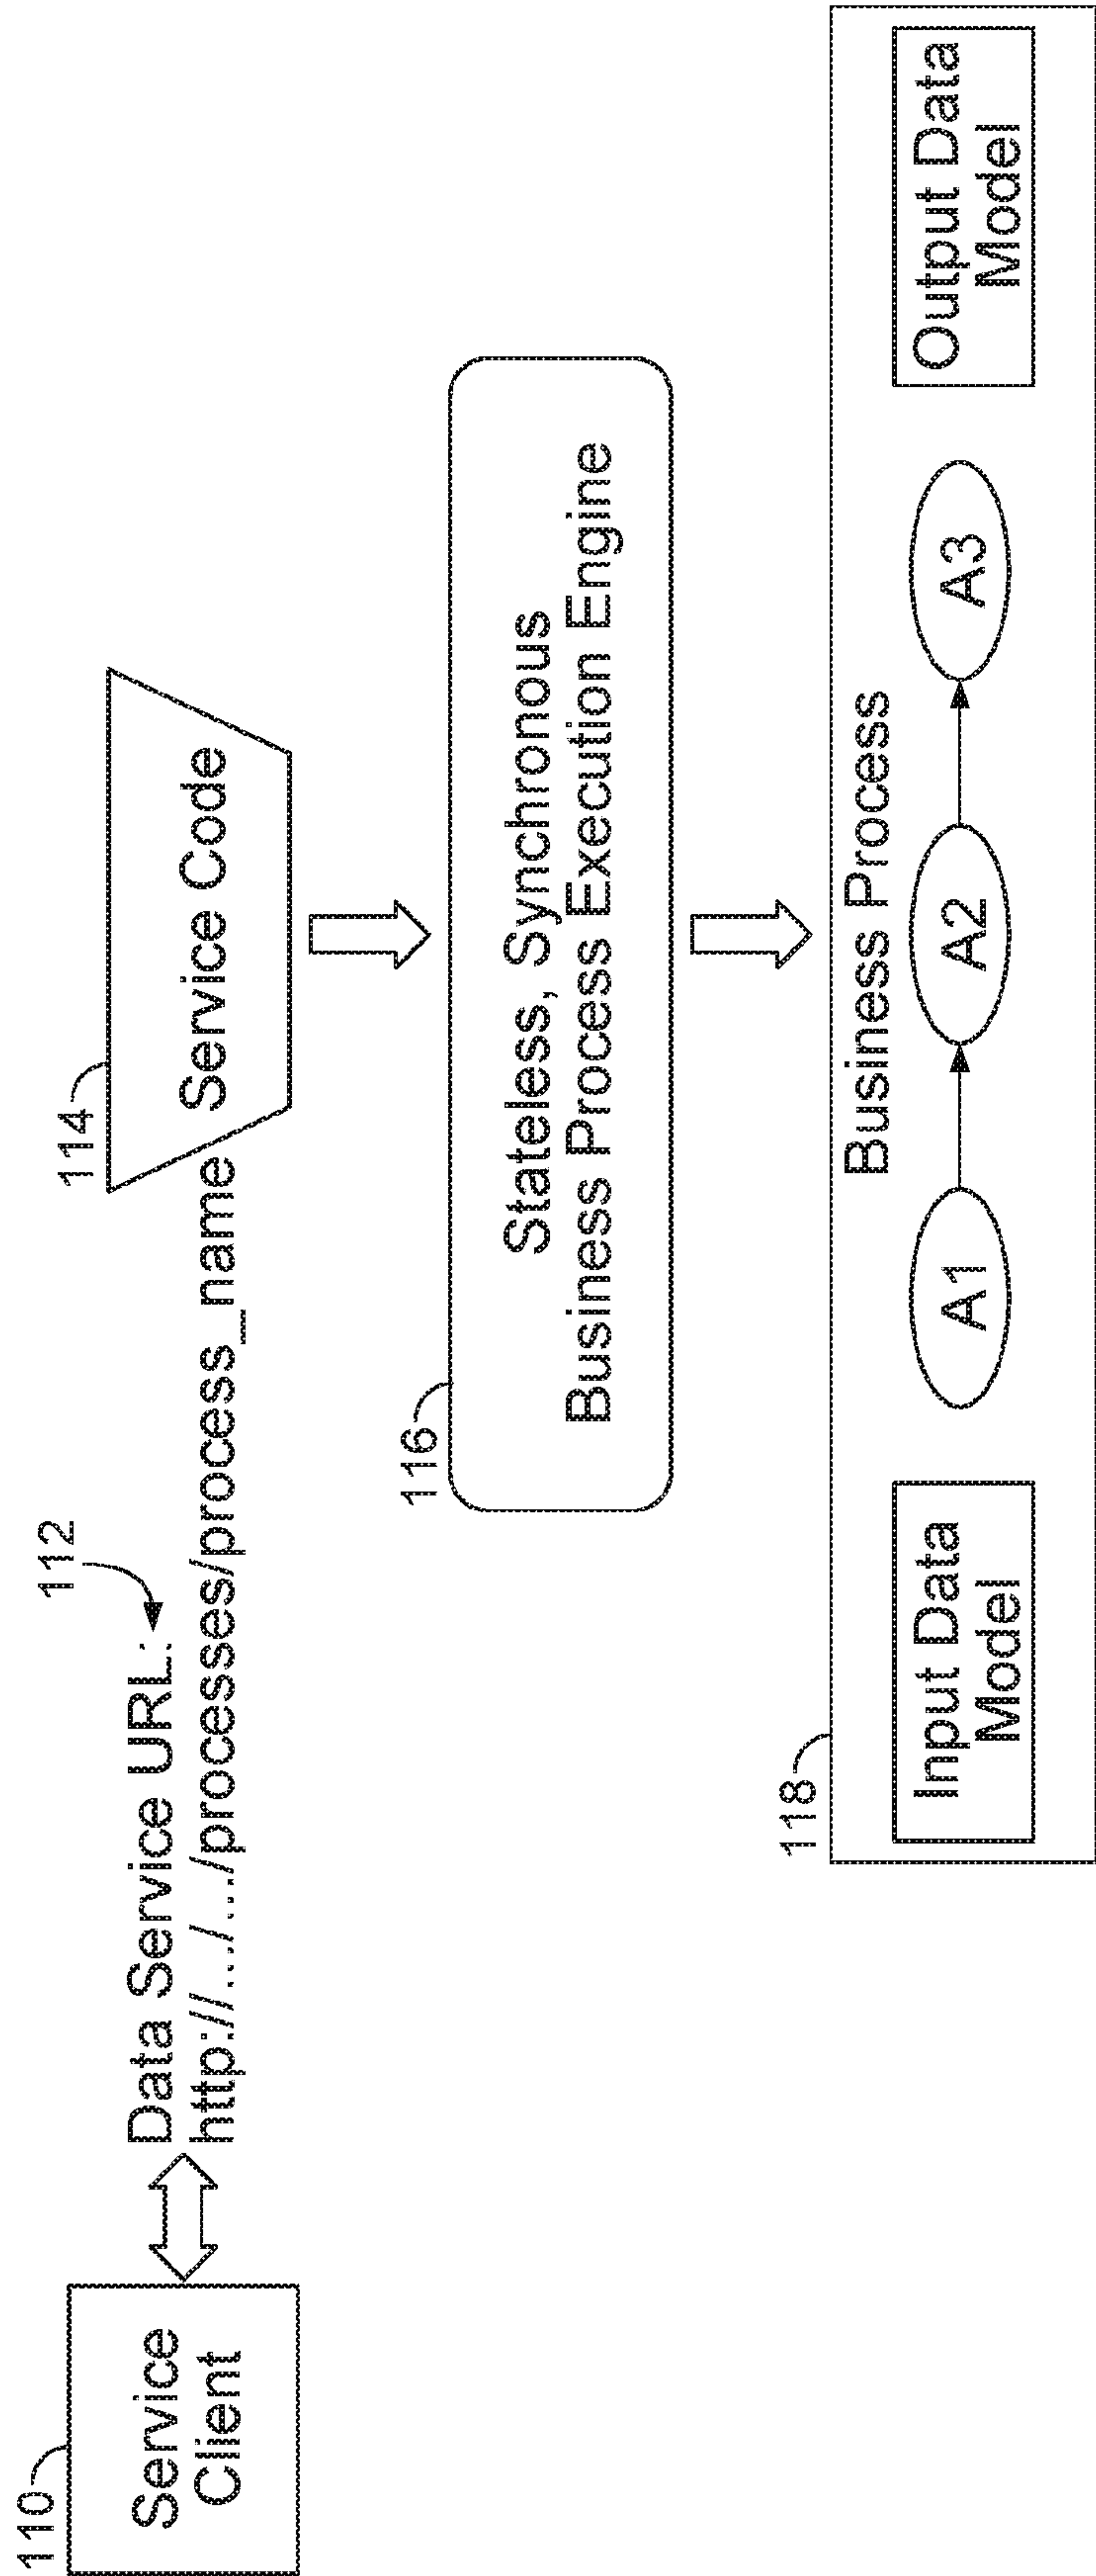 110
Service
Client
112
Data Service URL:
http://.../.../processes/process_name
114
Service Code
116
Stateless, Synchronous
Business Process Execution Engine
118
Business Process
Input Data
Model
A1
A2
A3
Output Data
Model